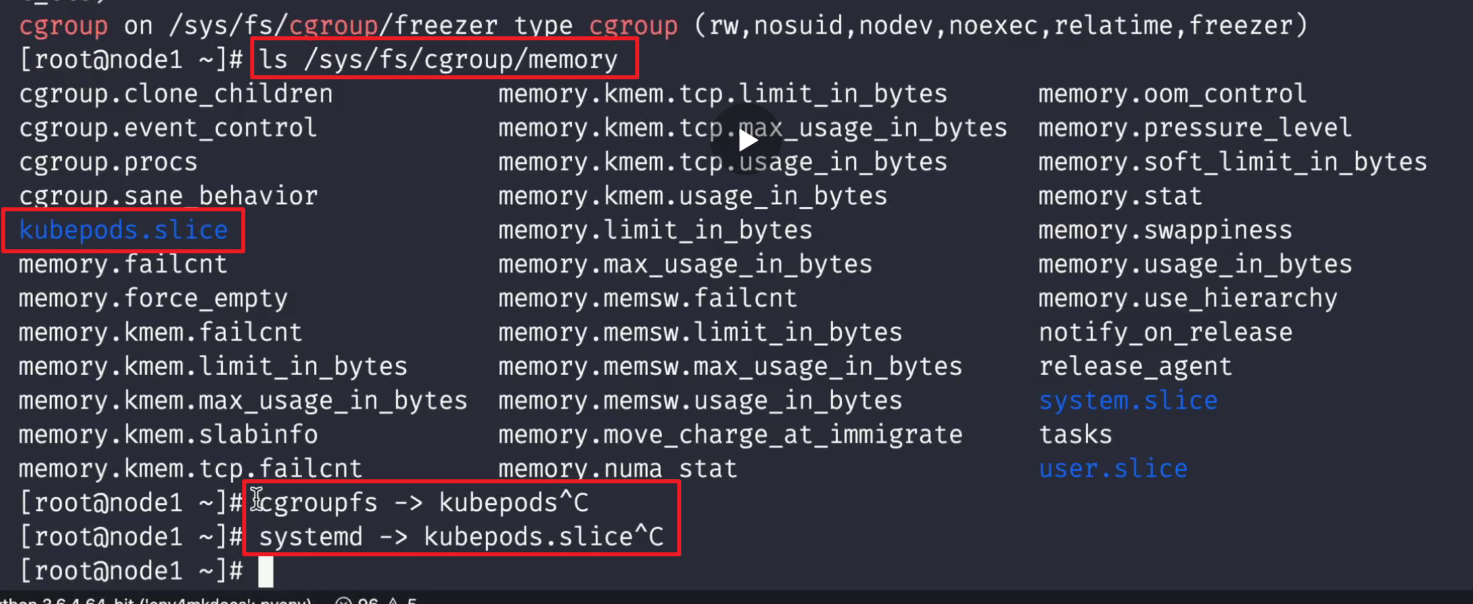 cgroup on /sys/fs/cgroup/freezer type cgroup (rw,nosuid,nodev,noexec,relatime,freezer)
[root@node1 ~]# ls /sys/fs/cgroup/memory
cgroup.clone_children memory.kmem.tcp.limit_in_bytes memory.oom_control
cgroup.event_control memory.kmem.tcp.max_usage_in_bytes memory.pressure_level
cgroup.procs memory.kmem.tcp.usage_in_bytes memory.soft_limit_in_bytes
cgroup.sane_behavior memory.kmem.usage_in_bytes memory.stat
kubepods.slice memory.limit_in_bytes memory.swappiness
memory.failcnt memory.max_usage_in_bytes memory.usage_in_bytes
memory.force_empty memory.memsw.failcnt memory.use_hierarchy
memory.kmem.failcnt memory.memsw.limit_in_bytes notify_on_release
memory.kmem.limit_in_bytes memory.memsw.max_usage_in_bytes release_agent
memory.kmem.max_usage_in_bytes memory.memsw.usage_in_bytes system.slice
memory.kmem.slabinfo memory.move_charge_at_immigrate tasks
memory.kmem.tcp.failcnt memory.numa_stat user.slice
[root@node1 ~]# cgroupfs -> kubepods^C
[root@node1 ~]# systemd -> kubepods.slice^C
[root@node1 ~]#